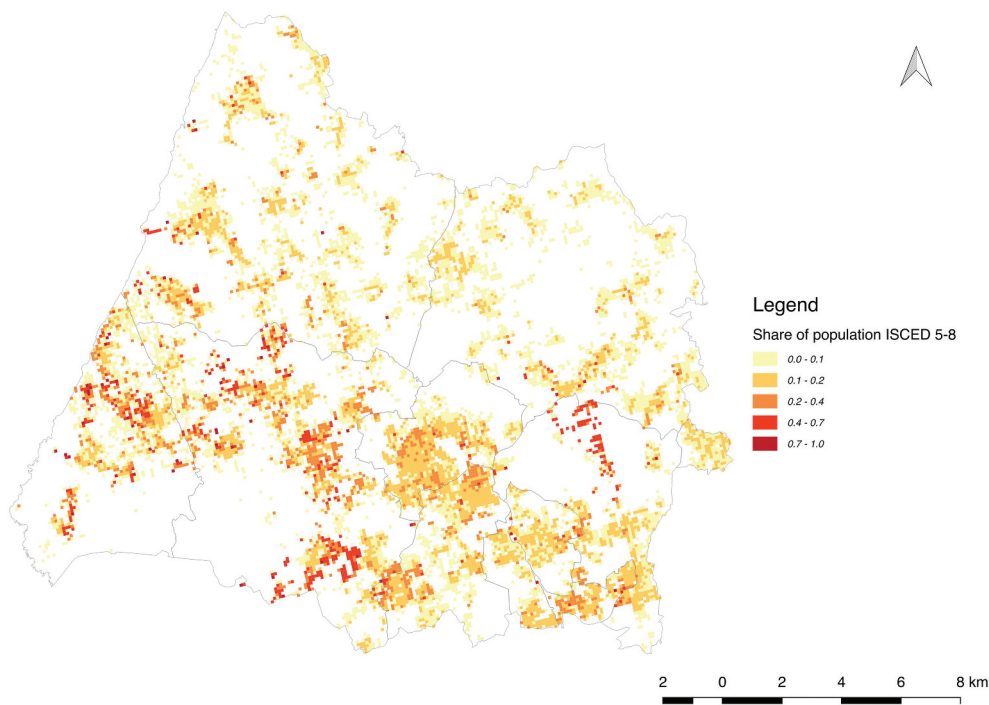 Legend
Share of population ISCED 5-8
0.0 - 0.1
0.1 - 0.2
0.2 - 0.4
0.4 - 0.7
0.7 - 1.0
2 0 2 4 6 8 km